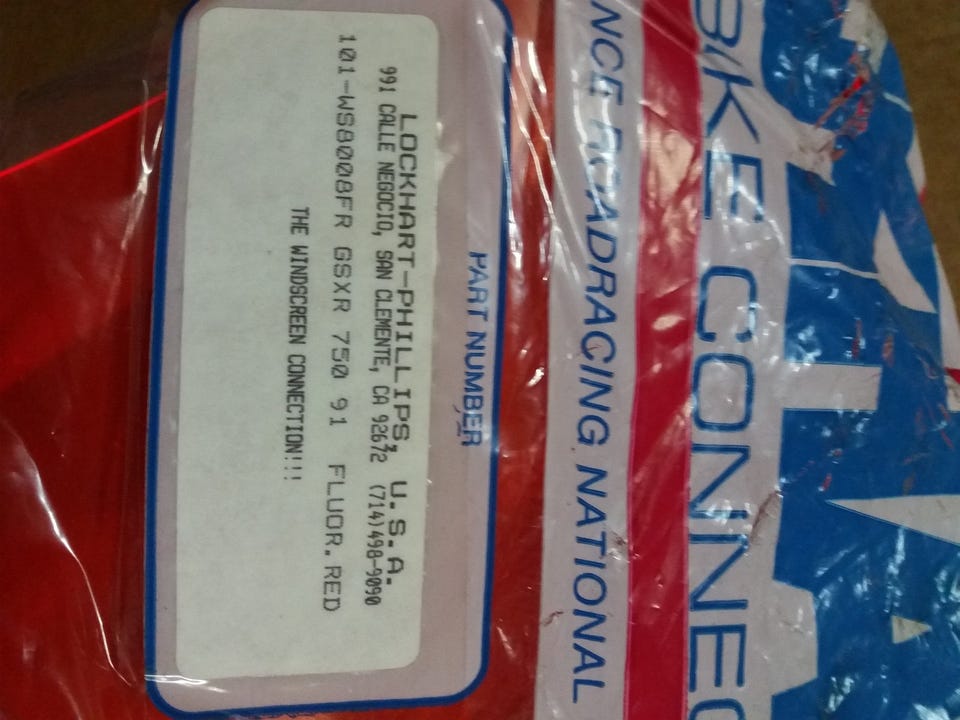 BIKE CONNEC
NCE ROADRACING NATIONAL
PART NUMBER
LOCKHART-PHILLIPS, U.S.A.
991 CALLE NEGOCIO, SAN CLEMENTE, CA 92672 (714)498-9090
101-WS8008FR GSXR 750 91 FLUOR.RED
THE WINDSCREEN CONNECTION!!!